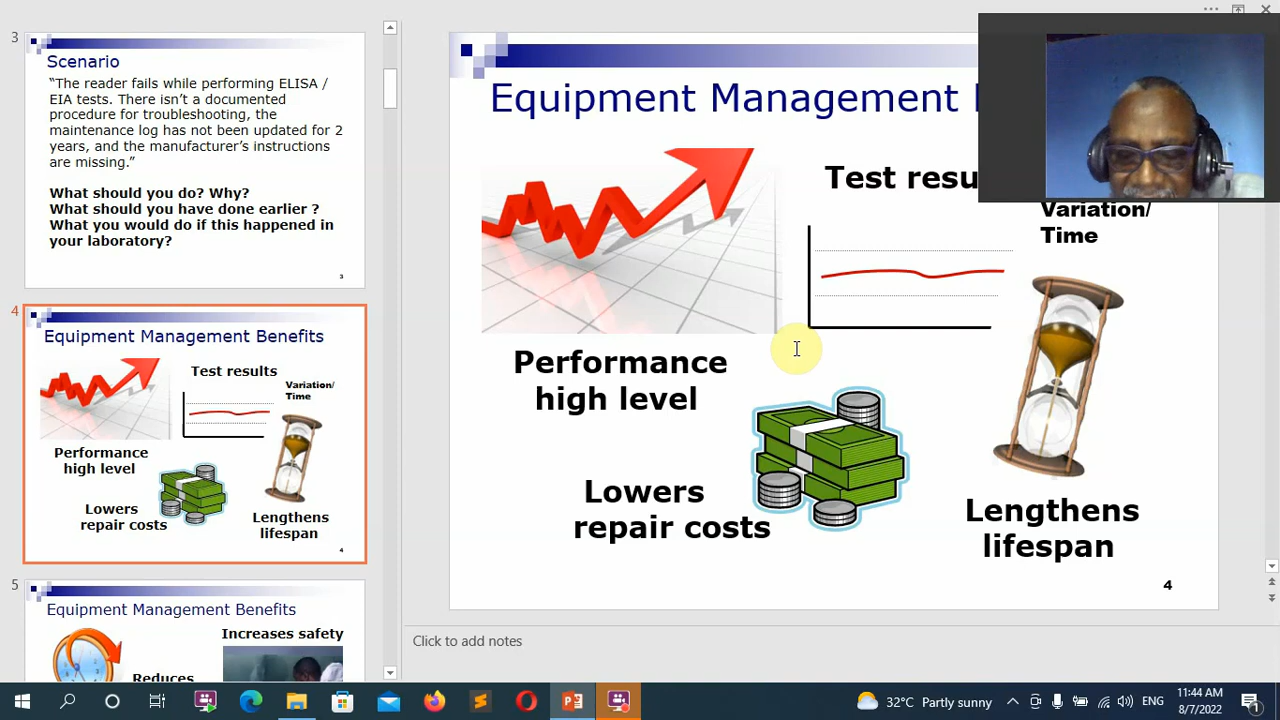 3
Scenario
“The reader fails while performing ELISA /
EIA tests. There isn’t a documented
procedure for troubleshooting, the
maintenance log has not been updated for 2
years, and the manufacturer’s instructions
are missing.”
What should you do? Why?
What should you have done earlier ?
What you would do if this happened in
your laboratory?
3
4
Equipment Management Benefits
Test results
Variation/
Time
Performance
high level
Lowers
repair costs
Lengthens
lifespan
4
5
Equipment Management Benefits
Increases safety
Reduces
Equipment Management
Test resu
Variation/
Time
Performance
high level
Lowers
repair costs
Lengthens
lifespan
4
Click to add notes
32°C Partly sunny
ENG
11:44 AM
8/7/2022
1